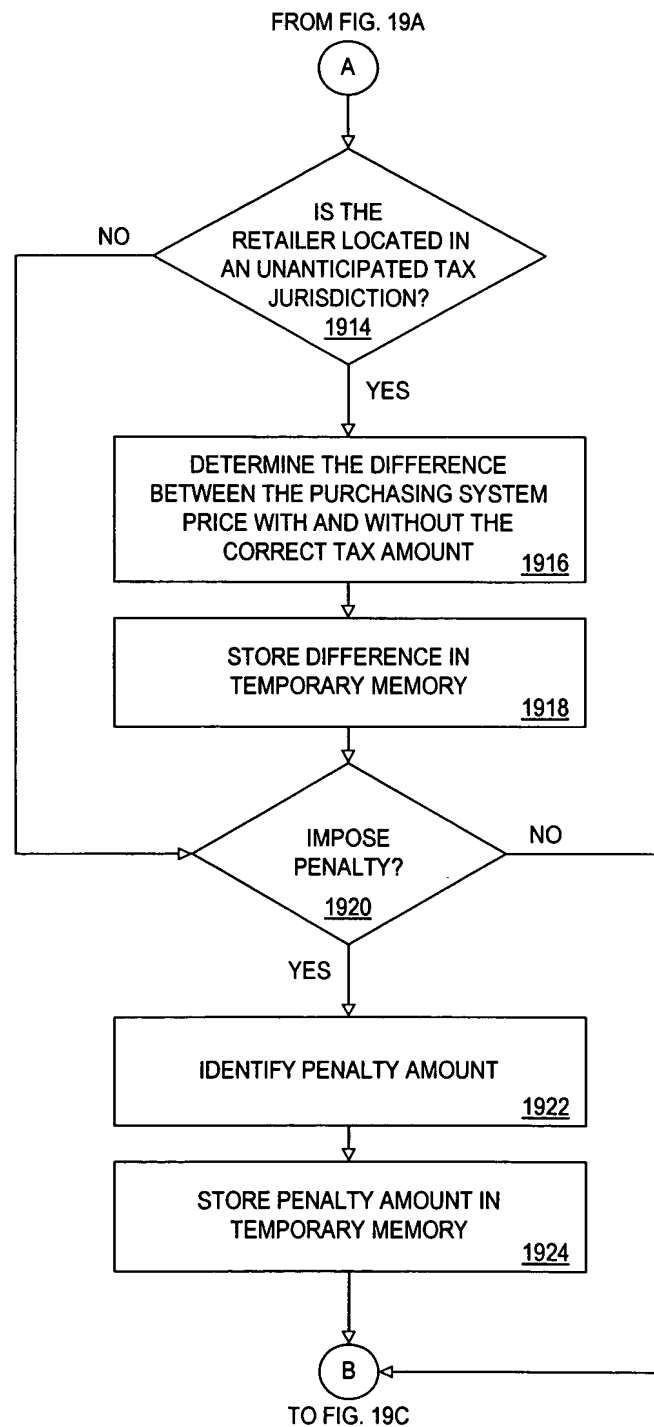 FROM FIG. 19A
A
IS THE
RETAILER LOCATED IN
AN UNANTICIPATED TAX
JURISDICTION?
1914
NO
YES
DETERMINE THE DIFFERENCE
BETWEEN THE PURCHASING SYSTEM
PRICE WITH AND WITHOUT THE
CORRECT TAX AMOUNT
1916
STORE DIFFERENCE IN
TEMPORARY MEMORY
1918
IMPOSE
PENALTY?
1920
NO
YES
IDENTIFY PENALTY AMOUNT
1922
STORE PENALTY AMOUNT IN
TEMPORARY MEMORY
1924
B
TO FIG. 19C